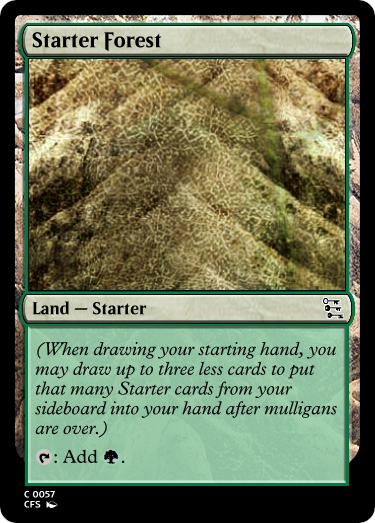 Starter Forest
Land — Starter
(When drawing your starting hand, you
may draw up to three less cards to put
that many Starter cards from your
sideboard into your hand after mulligans
are over.)
: Add .
C 0057
CFS